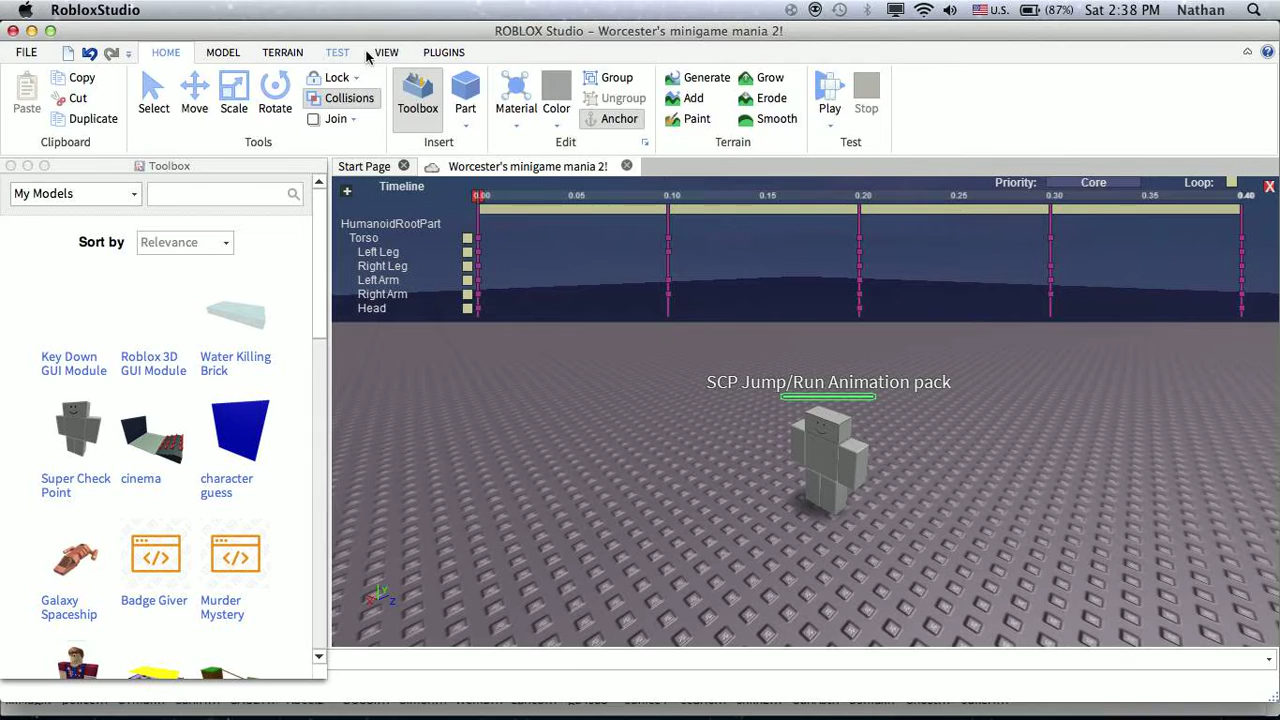 RobloxStudio
U.S. (87%) Sat 2:38 PM Nathan
ROBLOX Studio - Worcester's minigame mania 2!
FILE HOME MODEL TERRAIN TEST VIEW PLUGINS
Paste Copy Cut Duplicate
Clipboard
Select Move Scale Rotate Lock Collisions Join
Tools
Toolbox Part
Insert
Material Color Group Ungroup Anchor
Edit
Generate Add Paint Grow Erode Smooth
Terrain
Play Stop
Test
Toolbox
Start Page Worcester's minigame mania 2!
My Models
Sort by Relevance
Key Down GUI Module
Roblox 3D GUI Module
Water Killing Brick
Super Check Point
cinema
character guess
Galaxy Spaceship
Badge Giver
Murder Mystery
Timeline Priority: Core Loop: X
0.00 0.05 0.10 0.15 0.20 0.25 0.30 0.35 0.40
HumanoidRootPart
Torso
Left Leg
Right Leg
Left Arm
Right Arm
Head
SCP Jump/Run Animation pack
X Y Z